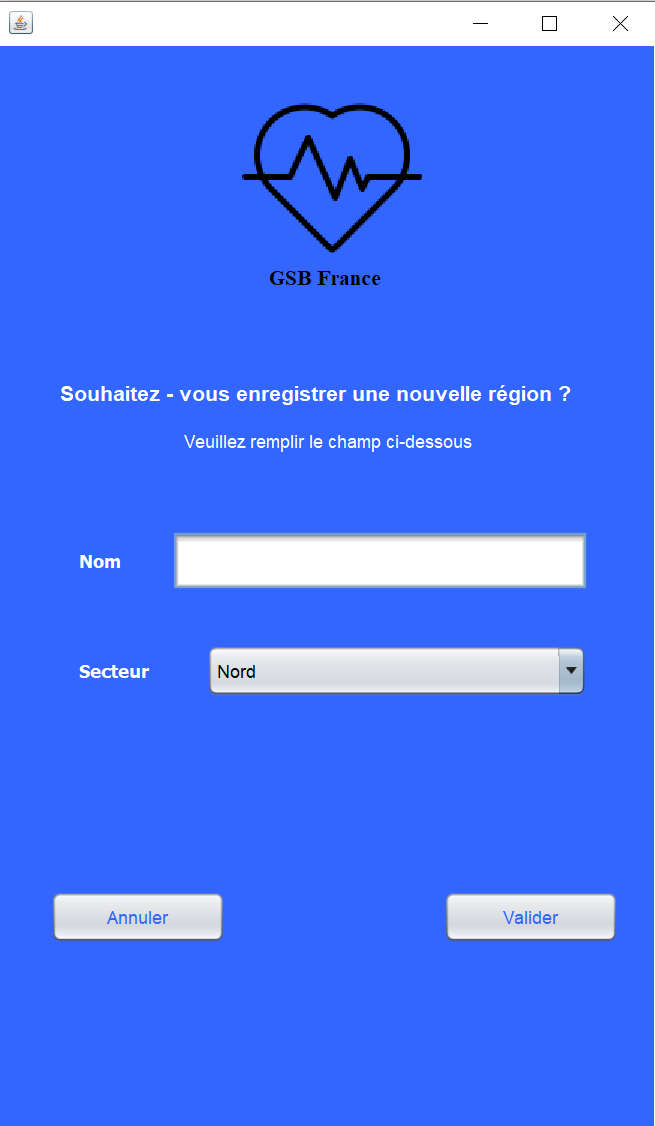 GSB France
Souhaitez - vous enregistrer une nouvelle région ?
Veuillez remplir le champ ci-dessous
Nom
Secteur
Nord
Annuler
Valider